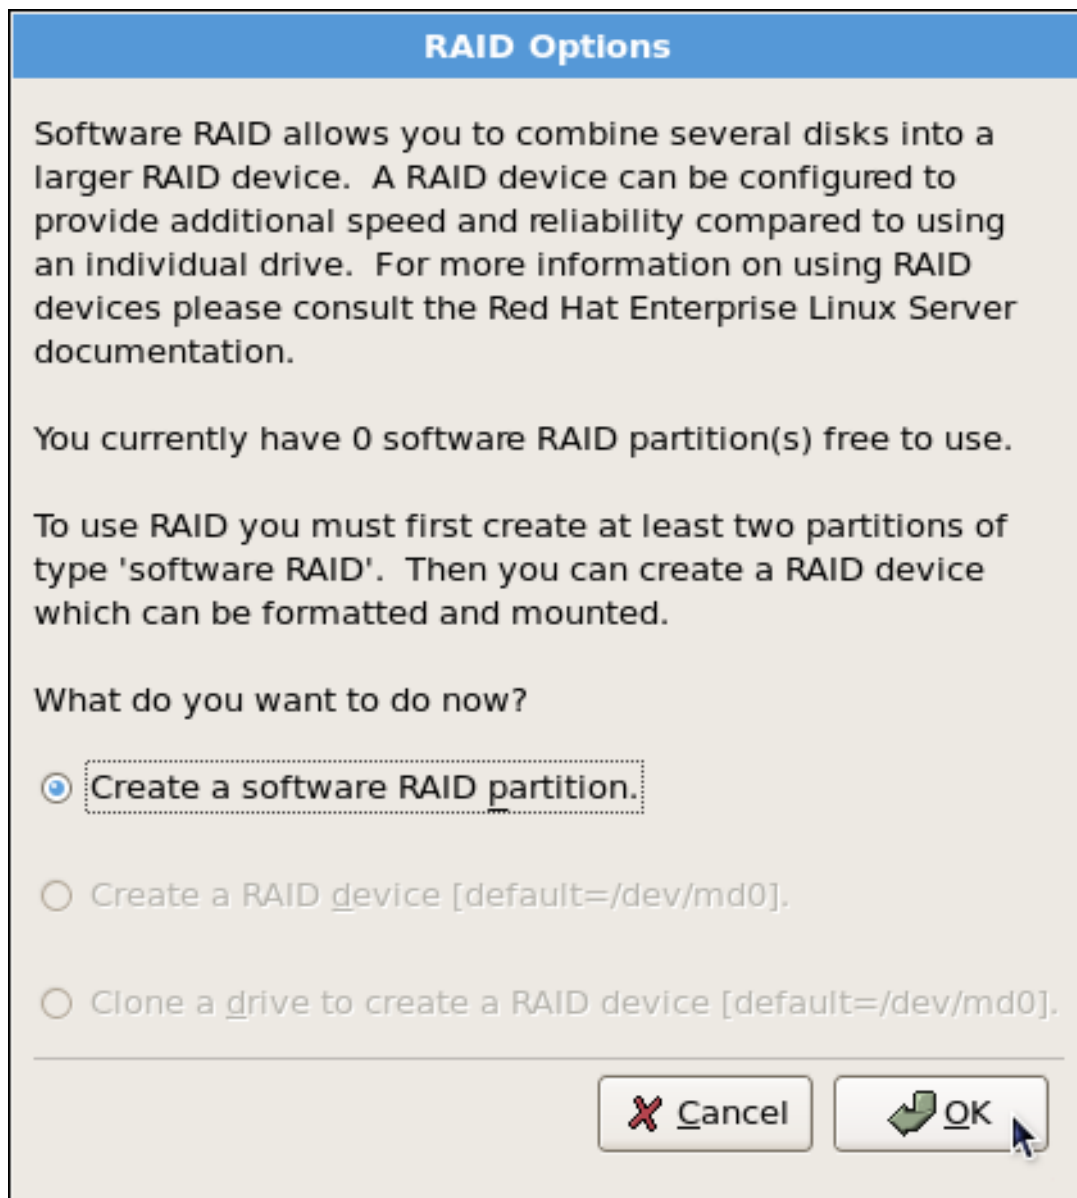 RAID Options
Software RAID allows you to combine several disks into a
larger RAID device.  A RAID device can be configured to
provide additional speed and reliability compared to using
an individual drive.  For more information on using RAID
devices please consult the Red Hat Enterprise Linux Server
documentation.
You currently have 0 software RAID partition(s) free to use.
To use RAID you must first create at least two partitions of
type 'software RAID'.  Then you can create a RAID device
which can be formatted and mounted.
What do you want to do now?
Create a software RAID partition.
Create a RAID device [default=/dev/md0].
Clone a drive to create a RAID device [default=/dev/md0].
Cancel OK